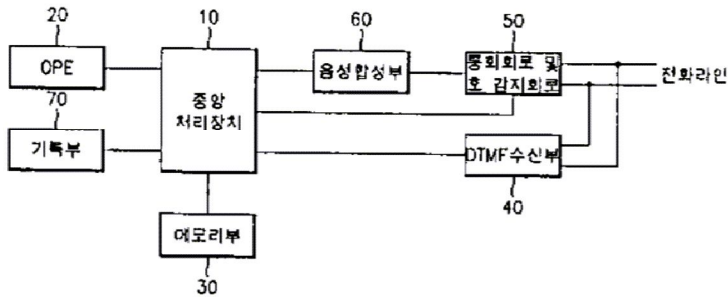 20
10
60
50
OPE
중앙
처리장치
음성합성부
통화회로 및
호 감지회로
전화라인
70
기록부
DTMF수신부
40
메모리부
30